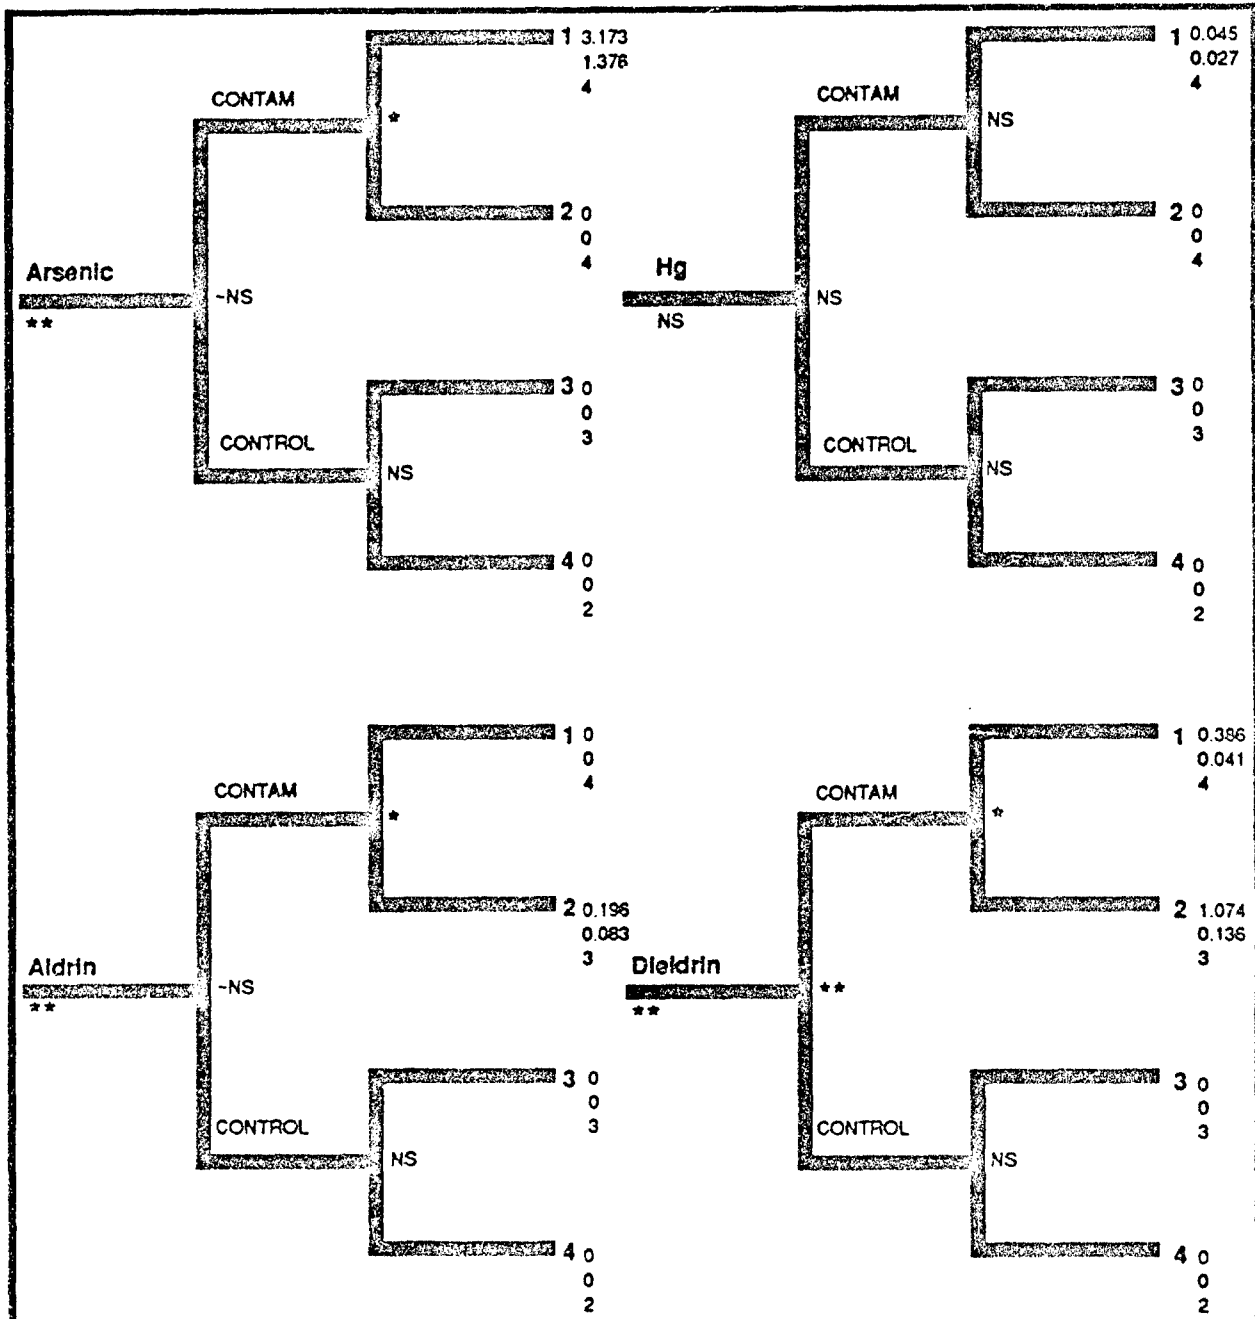 1 3.173
1.376
4
CONTAM
*
2 0
0
4
Arsenic
~NS
**
3 0
0
3
CONTROL
NS
4 0
0
2
1 0.045
0.027
4
CONTAM
NS
2 0
0
4
Hg
NS
NS
3 0
0
3
CONTROL
NS
4 0
0
2
1 0
0
4
CONTAM
*
2 0.196
0.083
3
Aldrin
~NS
**
3 0
0
3
CONTROL
NS
4 0
0
2
1 0.386
0.041
4
CONTAM
*
2 1.074
0.136
3
Dieldrin
**
**
3 0
0
3
CONTROL
NS
4 0
0
2